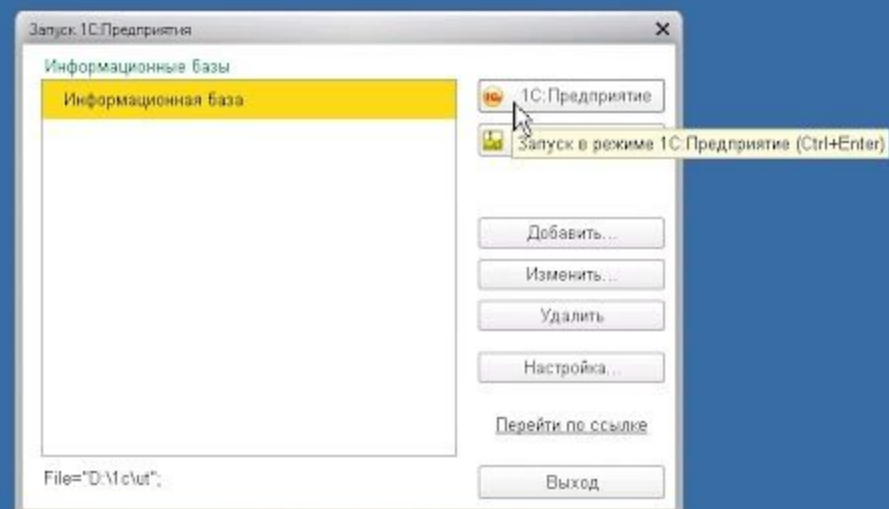 Запуск 1С:Предприятия
Информационные базы
Информационная база
1С:Предприятие
Запуск в режиме 1С:Предприятие (Ctrl+Enter)
Добавить...
Изменить...
Удалить
Настройка...
Перейти по ссылке
File="D:\1c\ut";
Выход